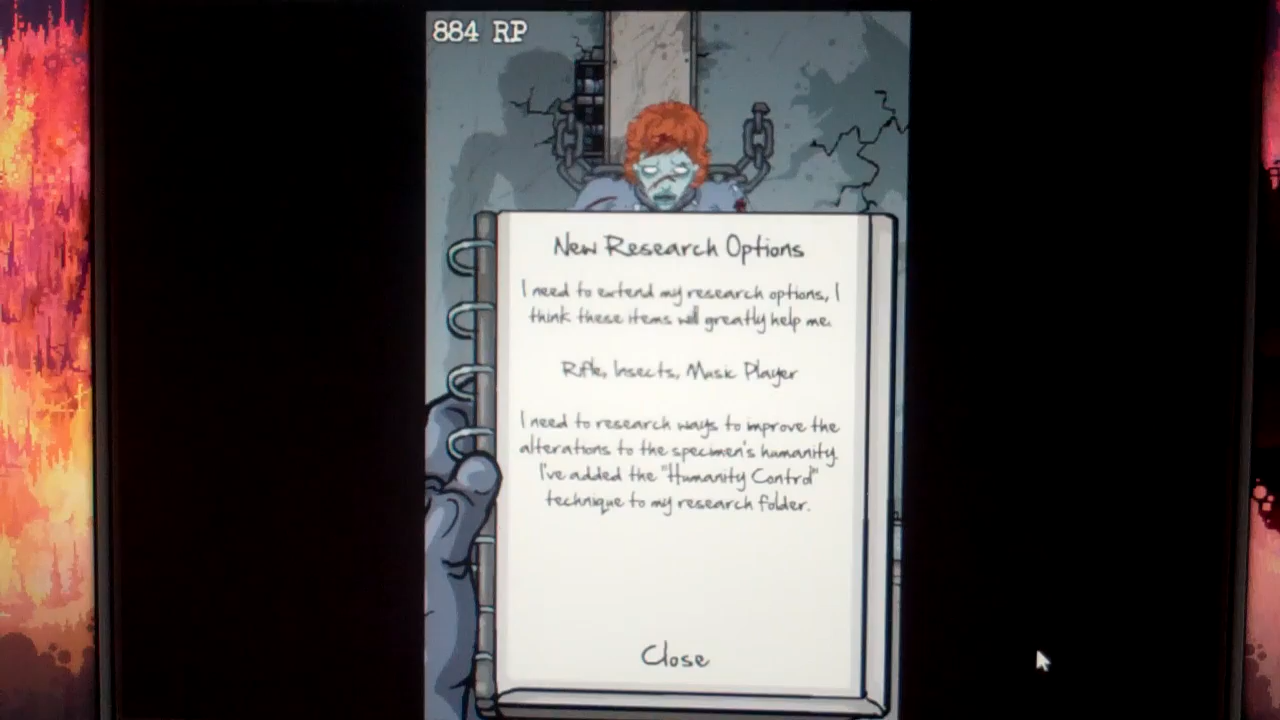 884 RP
New Research Options
I need to extend my research options, I
think these items will greatly help me.
Rifle, Insects, Music Player
I need to research ways to improve the
alterations to the specimen's humanity.
I've added the "Humanity Control"
technique to my research folder.
Close